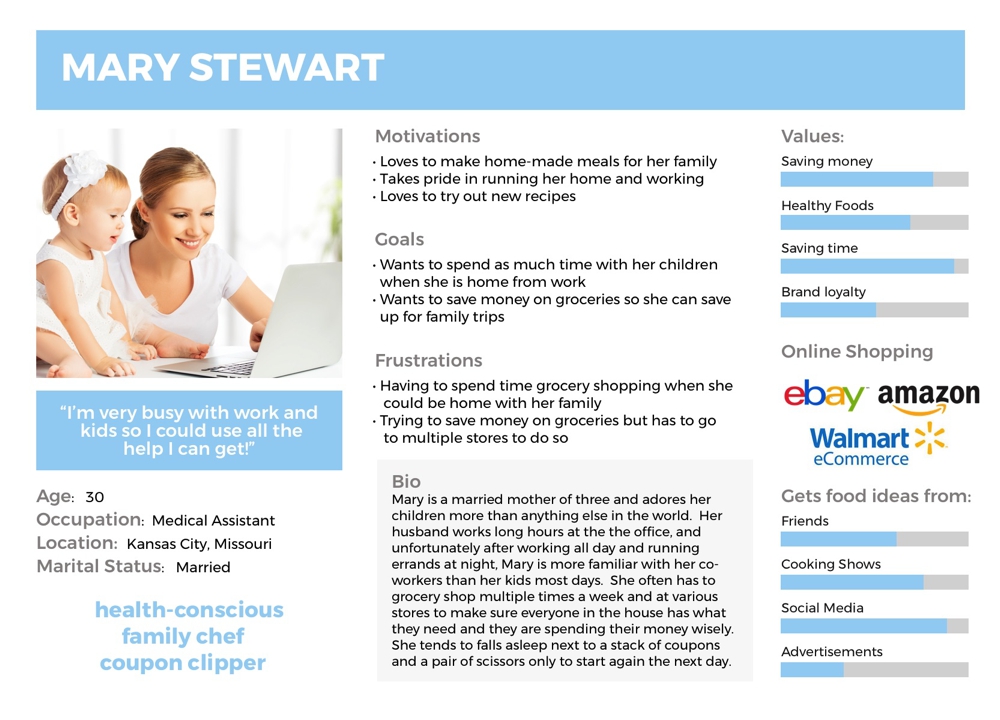 MARY STEWART
“I’m very busy with work and
kids so I could use all the
help I can get!”
Age: 30
Occupation: Medical Assistant
Location: Kansas City, Missouri
Marital Status: Married
health-conscious
family chef
coupon clipper
Motivations
· Loves to make home-made meals for her family
· Takes pride in running her home and working
· Loves to try out new recipes
Goals
· Wants to spend as much time with her children
when she is home from work
· Wants to save money on groceries so she can save
up for family trips
Frustrations
· Having to spend time grocery shopping when she
could be home with her family
· Trying to save money on groceries but has to go
to multiple stores to do so
Bio
Mary is a married mother of three and adores her
children more than anything else in the world. Her
husband works long hours at the the office, and
unfortunately after working all day and running
errands at night, Mary is more familiar with her co-
workers than her kids most days. She often has to
grocery shop multiple times a week and at various
stores to make sure everyone in the house has what
they need and they are spending their money wisely.
She tends to falls asleep next to a stack of coupons
and a pair of scissors only to start again the next day.
Values:
Saving money
Healthy Foods
Saving time
Brand loyalty
Online Shopping
ebay™ amazon
Walmart
eCommerce
Gets food ideas from:
Friends
Cooking Shows
Social Media
Advertisements